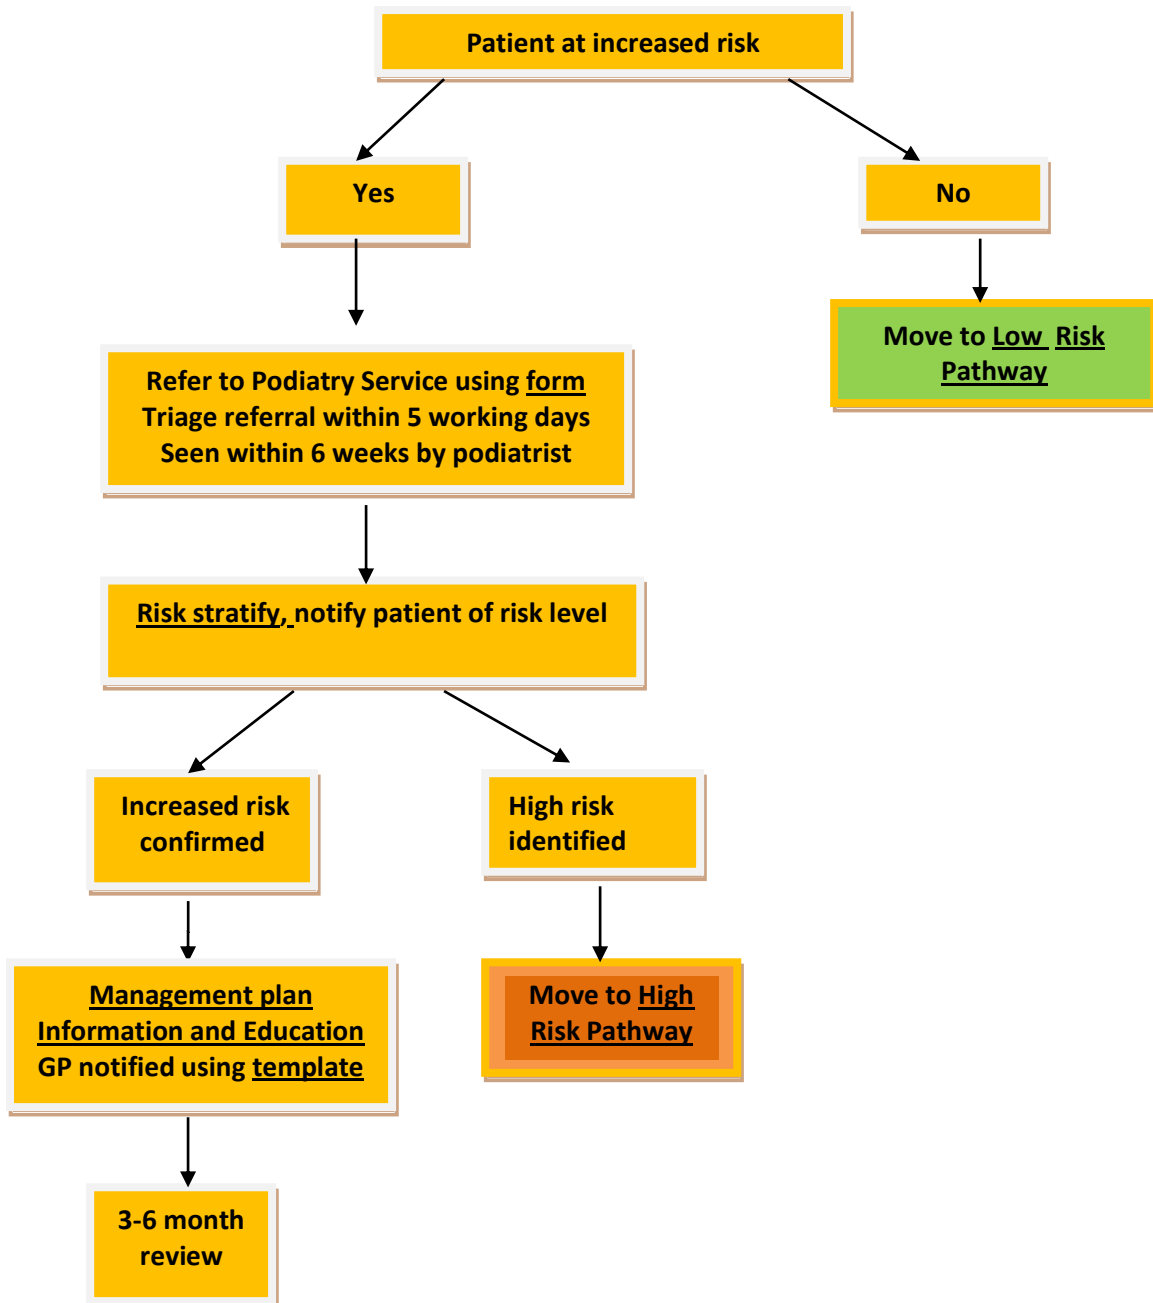 Patient at increased risk
Yes
No
Move to Low Risk
Pathway
Refer to Podiatry Service using form
Triage referral within 5 working days
Seen within 6 weeks by podiatrist
Risk stratify, notify patient of risk level
Increased risk
confirmed
High risk
identified
Management plan
Information and Education
GP notified using template
Move to High
Risk Pathway
3-6 month
review